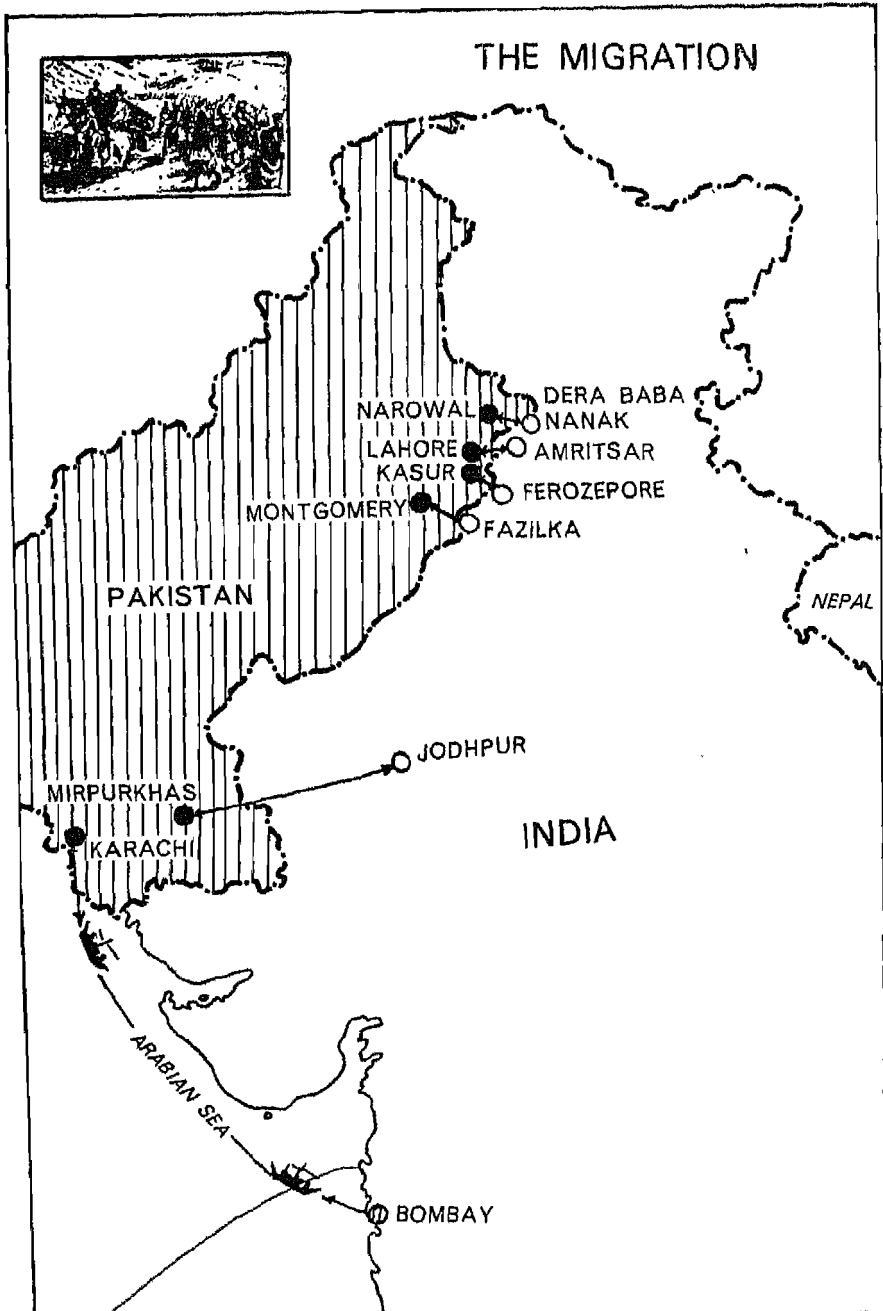 THE MIGRATION
DERA BABA
NAROWAL
NANAK
LAHORE
AMRITSAR
KASUR
FEROZEPORE
MONTGOMERY
FAZILKA
PAKISTAN
NEPAL
JODHPUR
MIRPURKHAS
INDIA
KARACHI
ARABIAN SEA
BOMBAY